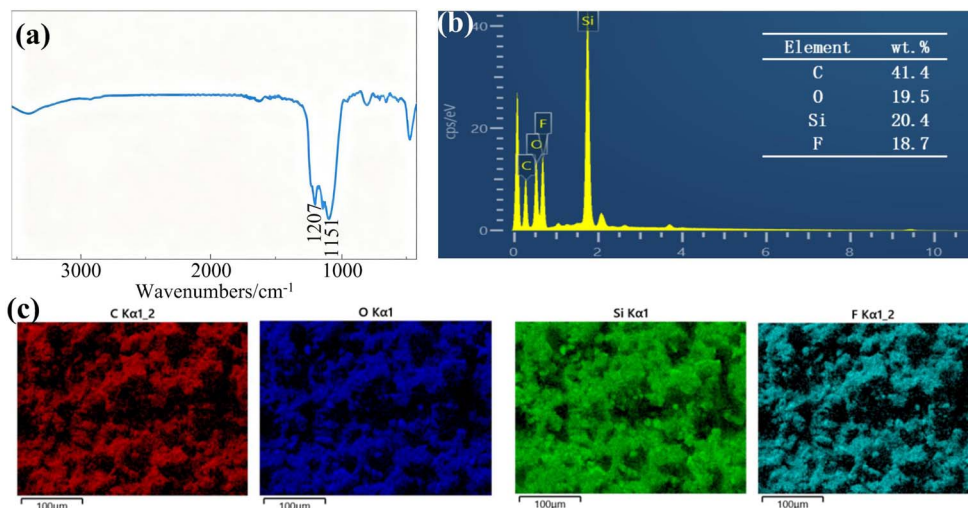 (a)
1207
1151
3000
2000
1000
Wavenumbers/cm-1
(b)
40
20
0
cps/eV
Si
F
O
C
0
2
4
6
8
10
Element wt.%
C 41.4
O 19.5
Si 20.4
F 18.7
(c)
C Kα1_2
O Kα1
Si Kα1
F Kα1_2
100μm
100μm
100μm
100μm